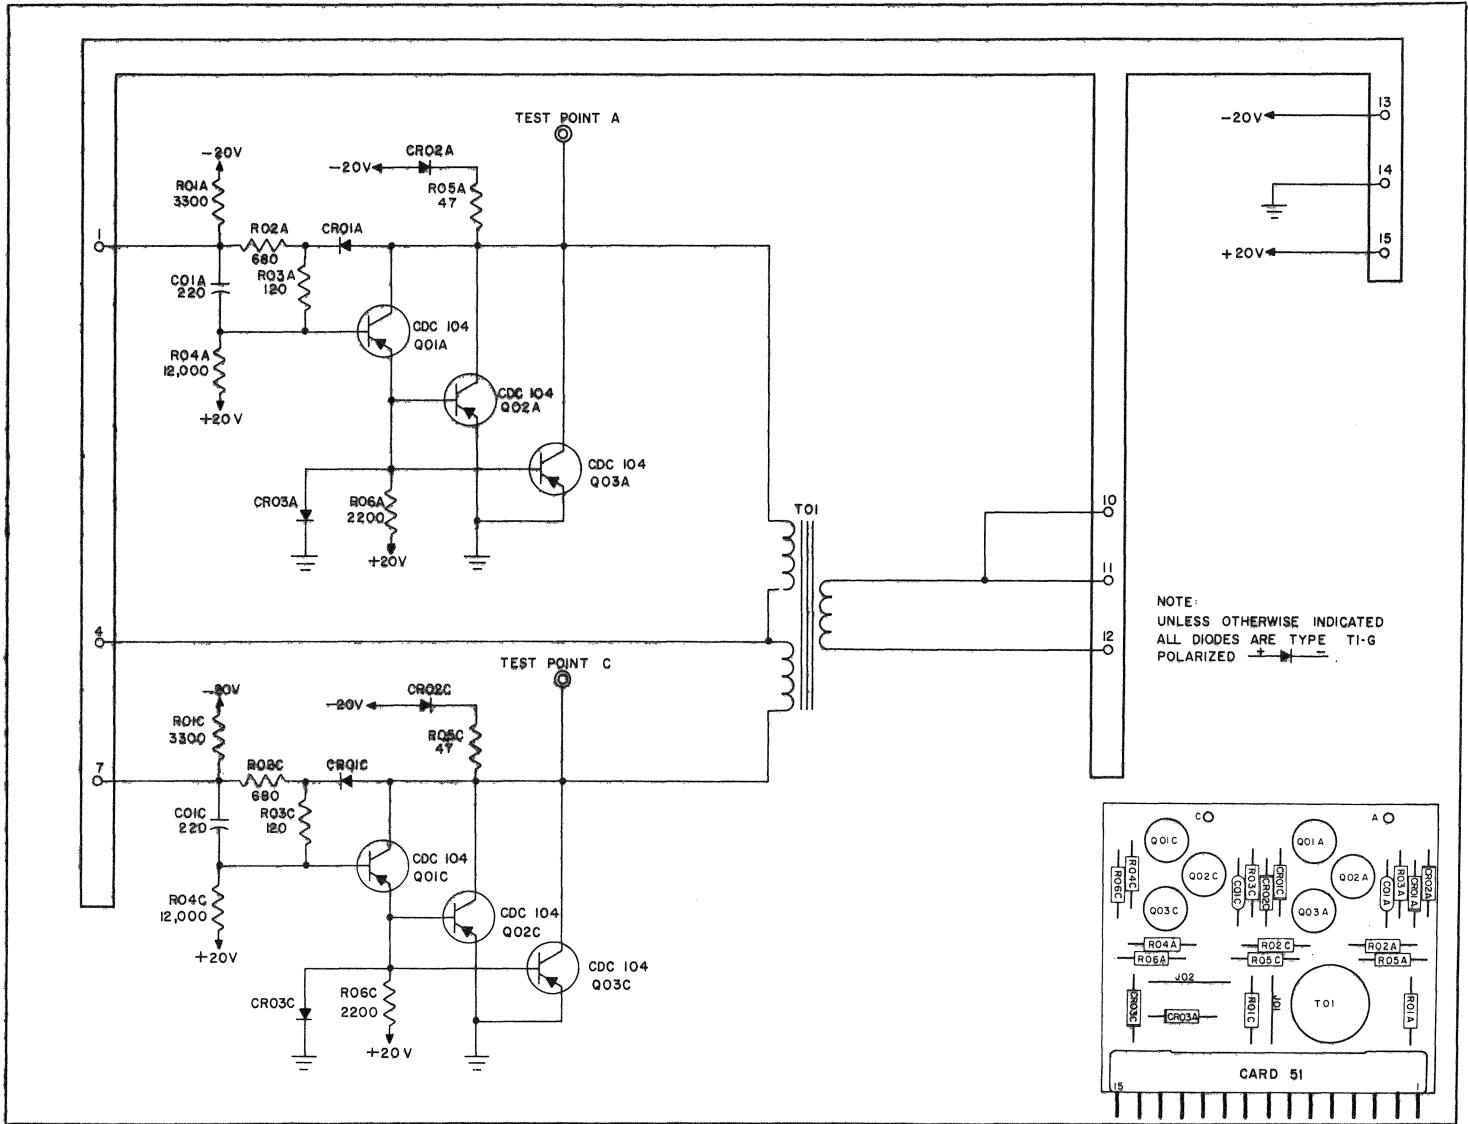 TEST POINT A
-20V
R01A
3300
-20V
CR02A
R05A
47
1
R02A
680
CR01A
C01A
220
R03A
120
CDC 104
Q01A
R04A
12,000
+20V
CDC 104
Q02A
CDC 104
Q03A
CR03A
R06A
2200
+20V
T01
4
TEST POINT C
-20V
R01C
3300
-20V
CR02C
R05C
47
7
R02C
680
CR01C
C01C
220
R03C
120
CDC 104
Q01C
R04C
12,000
+20V
CDC 104
Q02C
CDC 104
Q03C
CR03C
R06C
2200
+20V
10
11
12
-20V
13
14
+20V
15
NOTE:
UNLESS OTHERWISE INDICATED
ALL DIODES ARE TYPE TI-G
POLARIZED + -
C
A
Q01C
Q01A
R06C
R04C
Q02C
C01C
R03C
CR02C
CR01C
Q02A
C01A
R03A
CR01A
CR02A
Q03C
Q03A
R04A
R02C
R02A
R06A
R05C
R05A
J02
CR03C
CR03A
R01C
J01
T01
R01A
CARD 51
15
1